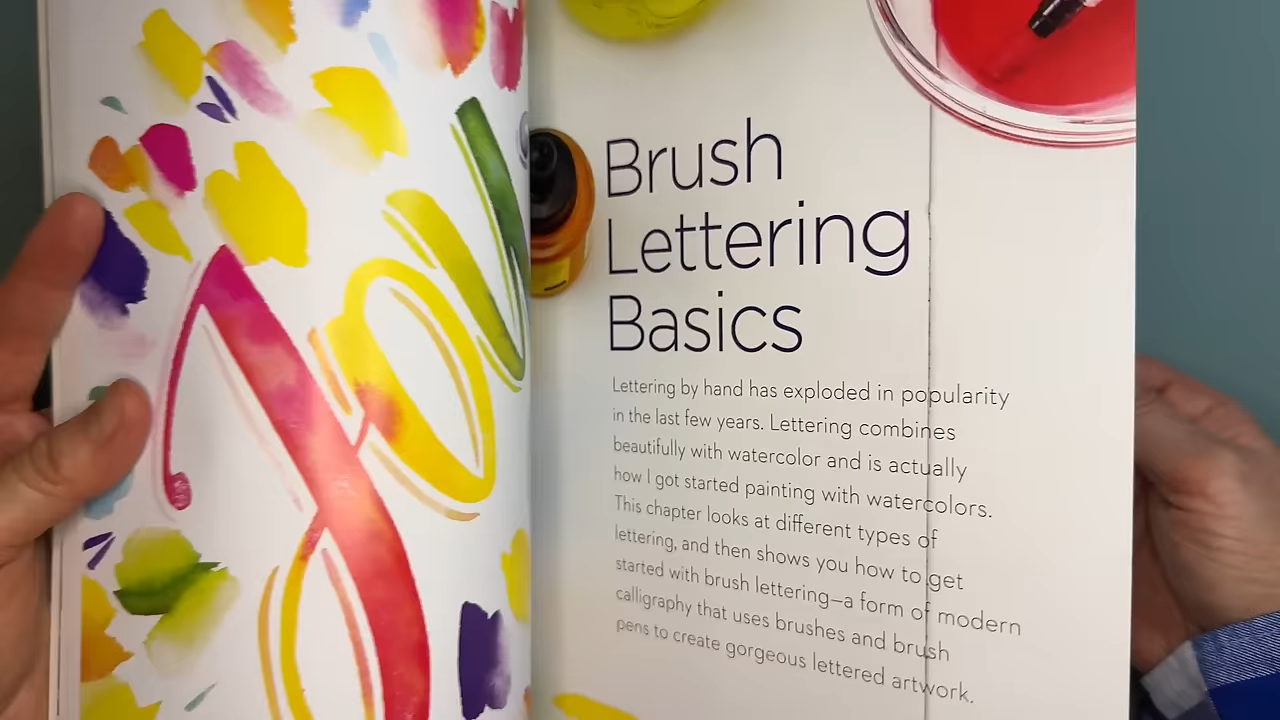 Joy
Brush
Lettering
Basics
Lettering by hand has exploded in popularity
in the last few years. Lettering combines
beautifully with watercolor and is actually
how I got started painting with watercolors.
This chapter looks at different types of
lettering, and then shows you how to get
started with brush lettering—a form of modern
calligraphy that uses brushes and brush
pens to create gorgeous lettered artwork.